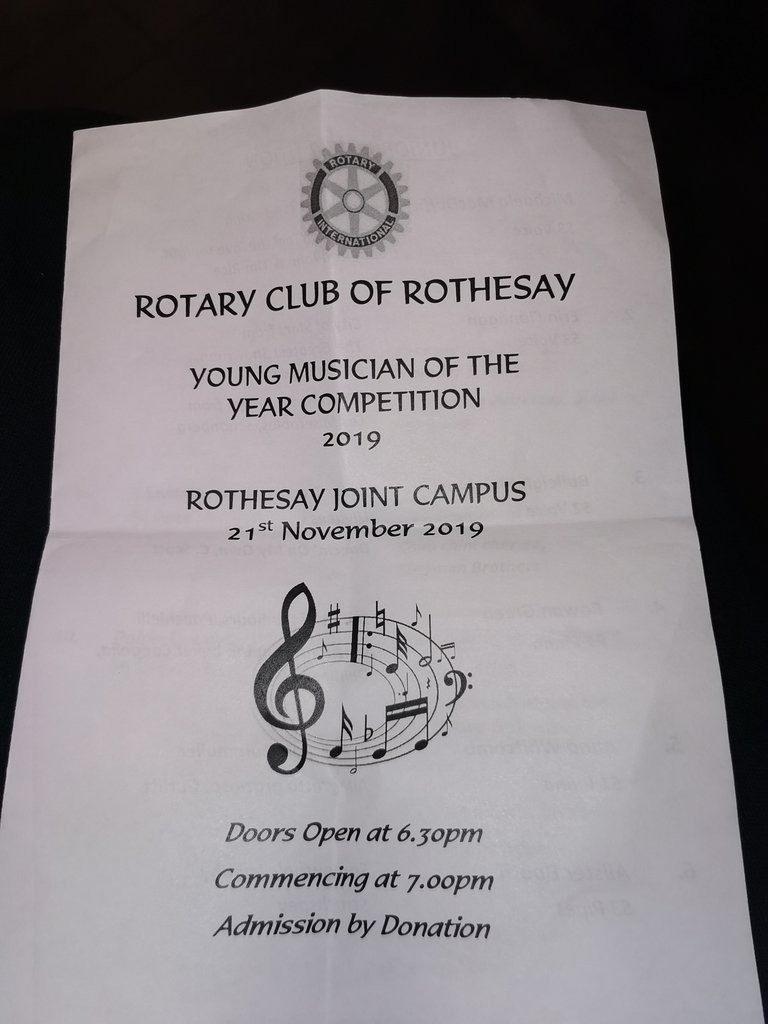 ROTARY
INTERNATIONAL
ROTARY CLUB OF ROTHESAY
YOUNG MUSICIAN OF THE
YEAR COMPETITION
2019
ROTHESAY JOINT CAMPUS
21st November 2019
Doors Open at 6.30pm
Commencing at 7.00pm
Admission by Donation